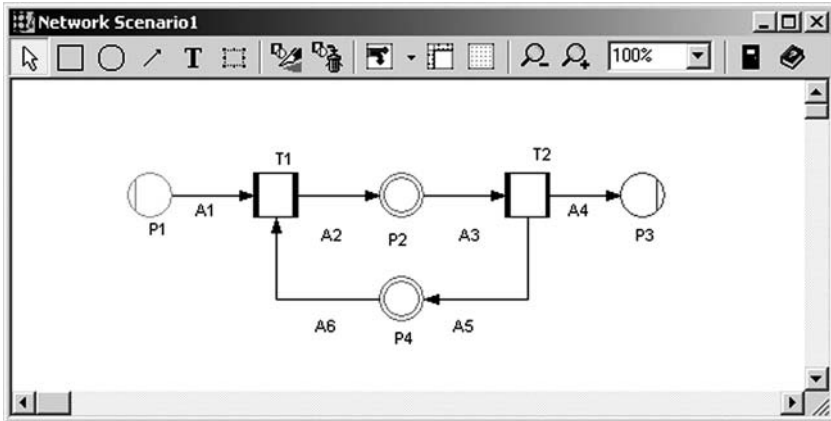 Network Scenario1
T
100%
T1
T2
A1
A2
A3
A4
P1
P2
P3
A6
A5
P4